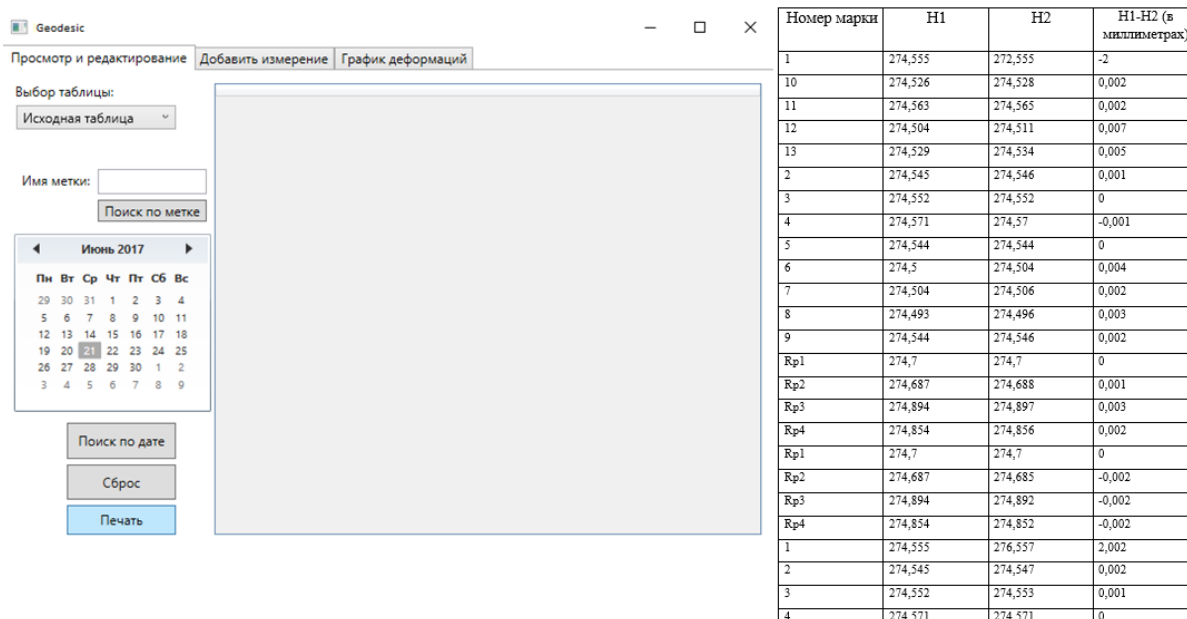 Geodesic
Просмотр и редактирование Добавить измерение График деформаций
Выбор таблицы:
Исходная таблица
Имя метки:
Поиск по метке
Июнь 2017
Пн Вт Ср Чт Пт Сб Вс
29 30 31 1 2 3 4
5 6 7 8 9 10 11
12 13 14 15 16 17 18
19 20 21 22 23 24 25
26 27 28 29 30 1 2
3 4 5 6 7 8 9
Поиск по дате
Сброс
Печать
Номер марки H1 H2 H1-H2 (в
миллиметрах)
1 274,555 272,555 -2
10 274,526 274,528 0,002
11 274,563 274,565 0,002
12 274,504 274,511 0,007
13 274,529 274,534 0,005
2 274,545 274,546 0,001
3 274,552 274,552 0
4 274,571 274,57 -0,001
5 274,544 274,544 0
6 274,5 274,504 0,004
7 274,504 274,506 0,002
8 274,493 274,496 0,003
9 274,544 274,546 0,002
Rp1 274,7 274,7 0
Rp2 274,687 274,688 0,001
Rp3 274,894 274,897 0,003
Rp4 274,854 274,856 0,002
Rp1 274,7 274,7 0
Rp2 274,687 274,685 -0,002
Rp3 274,894 274,892 -0,002
Rp4 274,854 274,852 -0,002
1 274,555 276,557 2,002
2 274,545 274,547 0,002
3 274,552 274,553 0,001
4 274,571 274,571 0